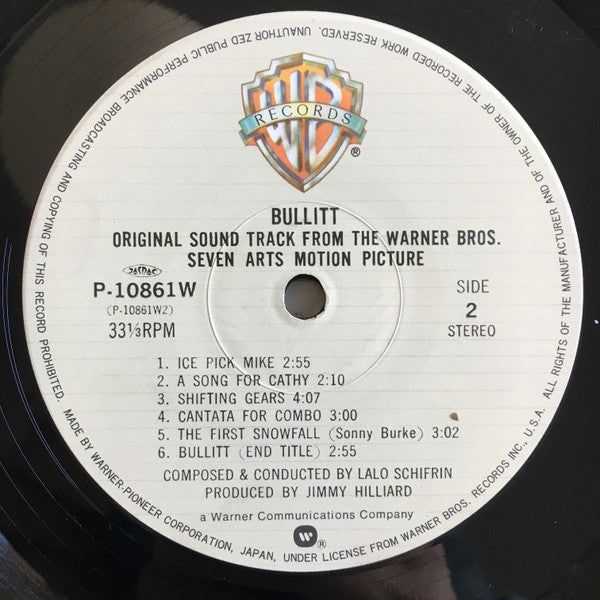 WB
RECORDS
®
BULLITT
ORIGINAL SOUND TRACK FROM THE WARNER BROS.
SEVEN ARTS MOTION PICTURE
JASRAC
P-10861W
(P-10861W2)
33⅓RPM
SIDE
2
STEREO
1. ICE PICK MIKE 2:55
2. A SONG FOR CATHY 2:10
3. SHIFTING GEARS 4:07
4. CANTATA FOR COMBO 3:00
5. THE FIRST SNOWFALL (Sonny Burke) 3:02
6. BULLITT (END TITLE) 2:55
COMPOSED & CONDUCTED BY LALO SCHIFRIN
PRODUCED BY JIMMY HILLIARD
a Warner Communications Company
®
MADE BY WARNER-PIONEER CORPORATION, JAPAN, UNDER LICENSE FROM WARNER BROS. RECORDS INC., U.S.A. ALL RIGHTS OF THE MANUFACTURER AND OF THE OWNER OF THE RECORDED WORK RESERVED. UNAUTHORIZED PUBLIC PERFORMANCE BROADCASTING AND COPYING OF THIS RECORD PROHIBITED.